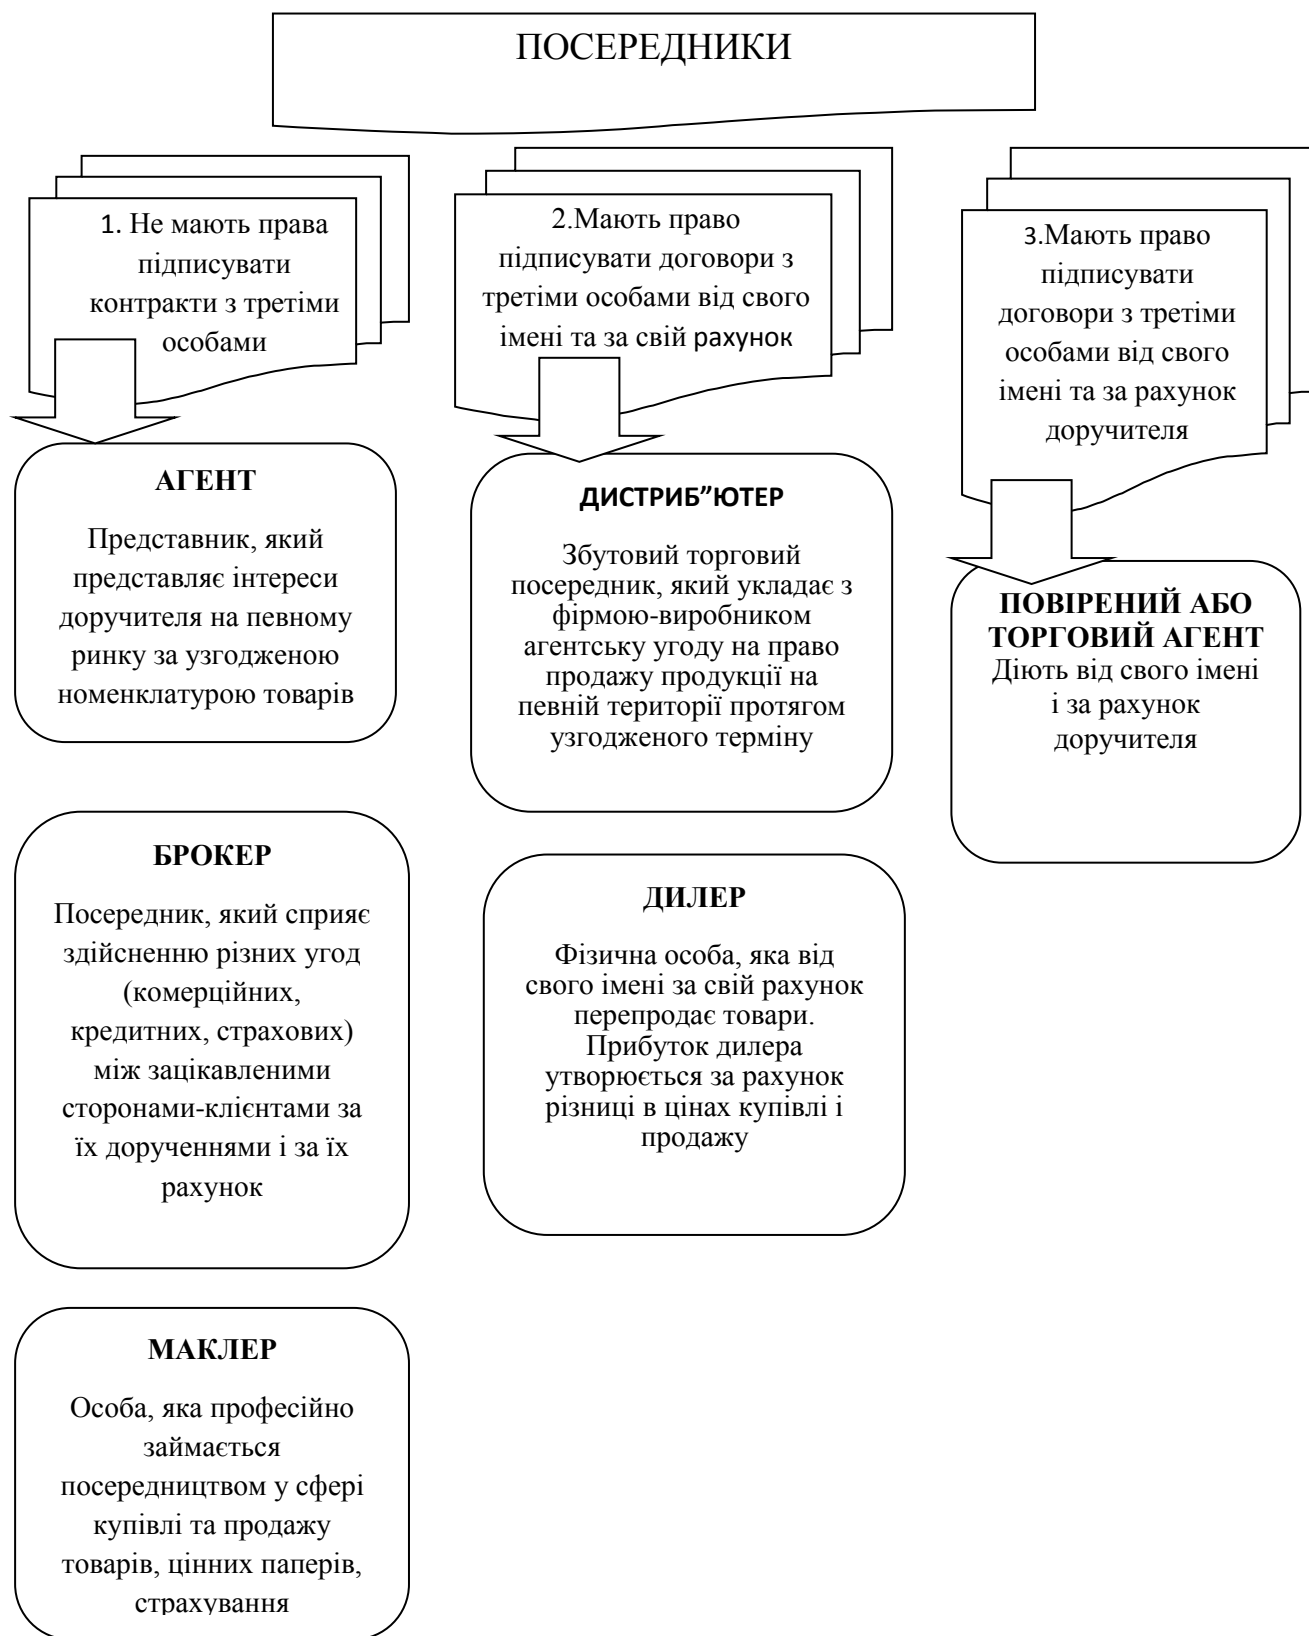 ПОСЕРЕДНИКИ
1. Не мають права
підписувати
контракти з третіми
особами
АГЕНТ
Представник, який
представляє інтереси
доручителя на певному
ринку за узгодженою
номенклатурою товарів
БРОКЕР
Посередник, який сприяє
здійсненню різних угод
(комерційних,
кредитних, страхових)
між зацікавленими
сторонами-клієнтами за
їх дорученнями і за їх
рахунок
МАКЛЕР
Особа, яка професійно
займається
посередництвом у сфері
купівлі та продажу
товарів, цінних паперів,
страхування
2.Мають право
підписувати договори з
третіми особами від свого
імені та за свій рахунок
ДИСТРИБ”ЮТЕР
Збутовий торговий
посередник, який укладає з
фірмою-виробником
агентську угоду на право
продажу продукції на
певній території протягом
узгодженого терміну
ДИЛЕР
Фізична особа, яка від
свого імені за свій рахунок
перепродає товари.
Прибуток дилера
утворюється за рахунок
різниці в цінах купівлі і
продажу
3.Мають право
підписувати
договори з третіми
особами від свого
імені та за рахунок
доручителя
ПОВІРЕНИЙ АБО
ТОРГОВИЙ АГЕНТ
Діють від свого імені
і за рахунок
доручителя